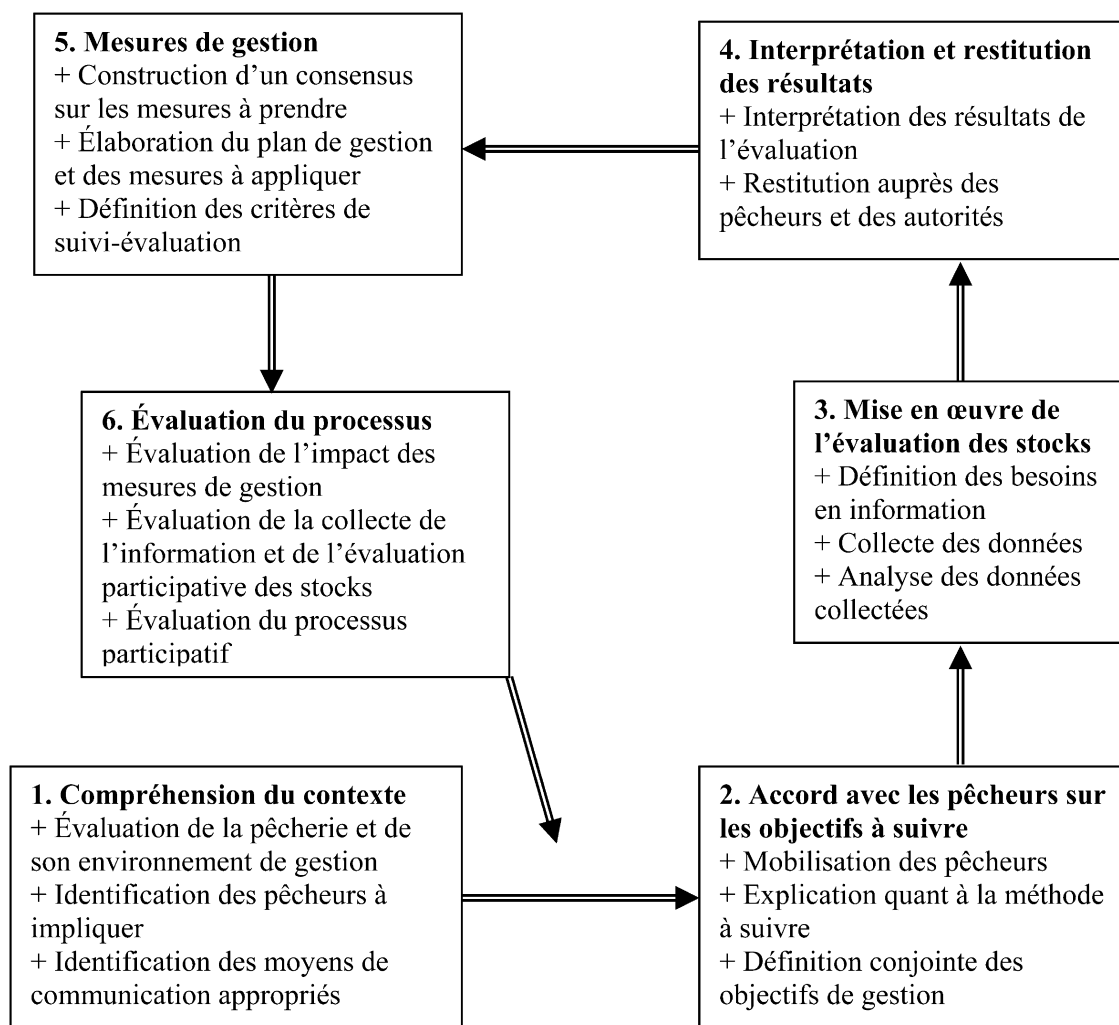 5. Mesures de gestion
+ Construction d’un consensus
sur les mesures à prendre
+ Élaboration du plan de gestion
et des mesures à appliquer
+ Définition des critères de
suivi-évaluation
4. Interprétation et restitution
des résultats
+ Interprétation des résultats de
l’évaluation
+ Restitution auprès des
pêcheurs et des autorités
6. Évaluation du processus
+ Évaluation de l’impact des
mesures de gestion
+ Évaluation de la collecte de
l’information et de l’évaluation
participative des stocks
+ Évaluation du processus
participatif
3. Mise en œuvre de
l’évaluation des stocks
+ Définition des besoins
en information
+ Collecte des données
+ Analyse des données
collectées
1. Compréhension du contexte
+ Évaluation de la pêcherie et de
son environnement de gestion
+ Identification des pêcheurs à
impliquer
+ Identification des moyens de
communication appropriés
2. Accord avec les pêcheurs sur
les objectifs à suivre
+ Mobilisation des pêcheurs
+ Explication quant à la méthode
à suivre
+ Définition conjointe des
objectifs de gestion